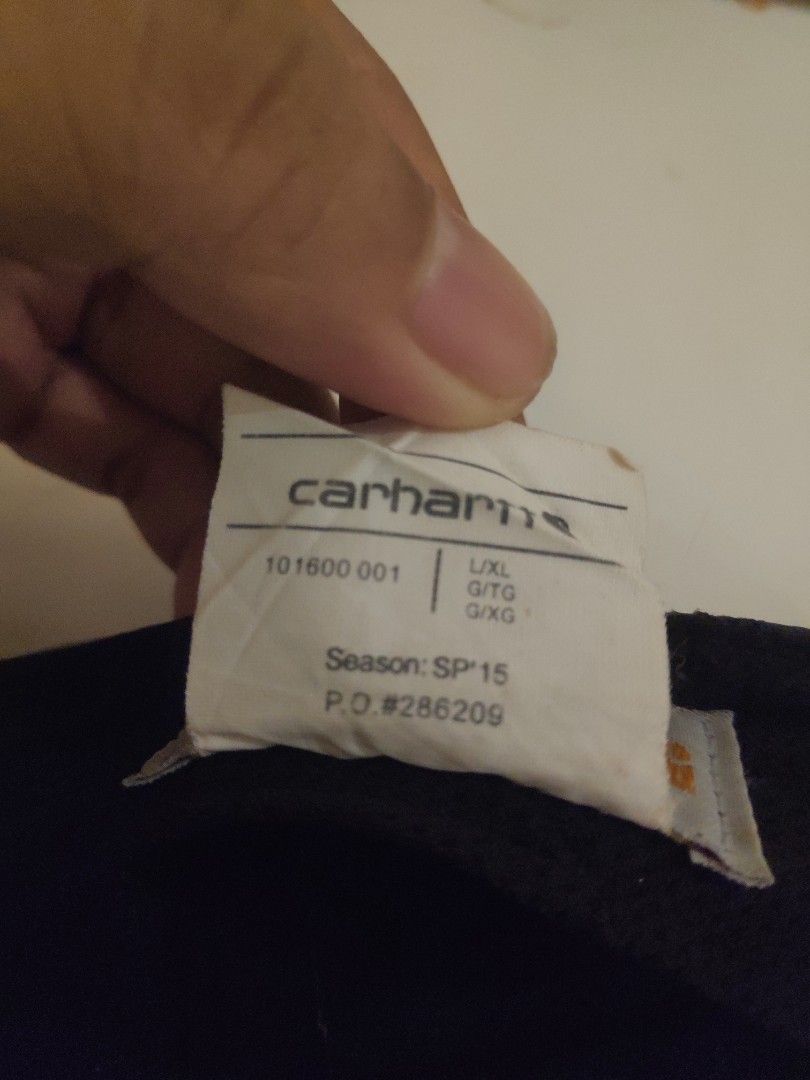 carhartt
101600 001
L/XL
G/TG
G/XG
Season: SP'15
P.O.#286209